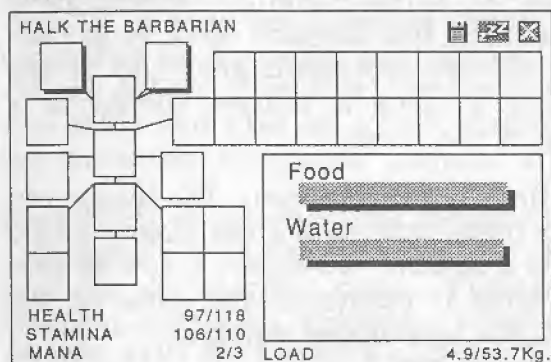 HALK THE BARBARIAN
ZZZ
Food
Water
HEALTH 97/118
STAMINA 106/110
MANA 2/3
LOAD 4.9/53.7Kg